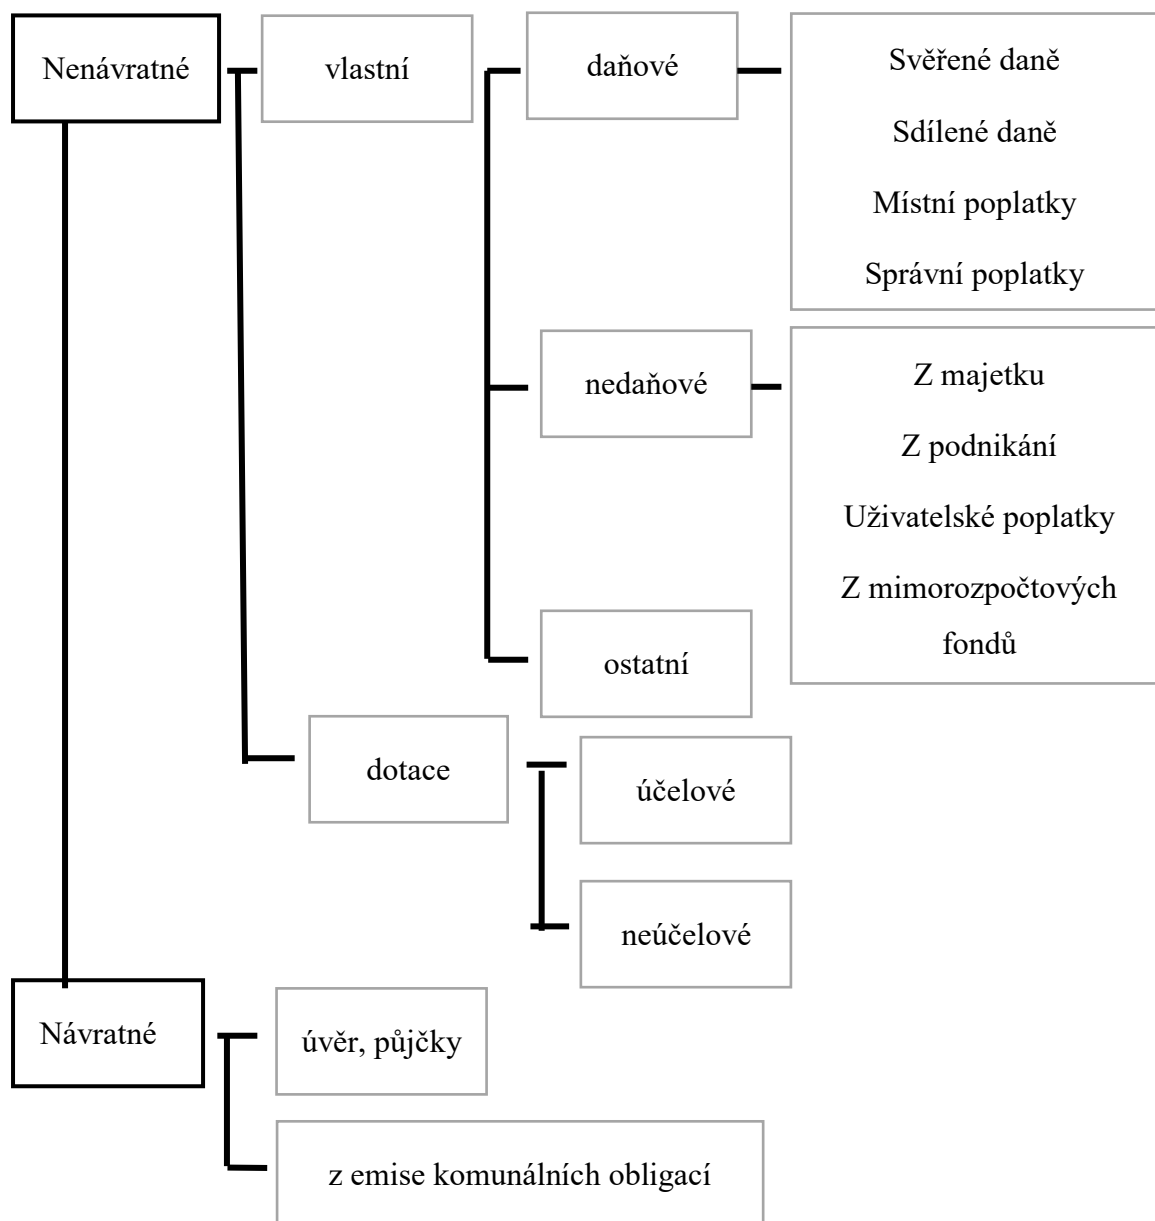 Nenávratné
vlastní
daňové
Svěřené daně
Sdílené daně
Místní poplatky
Správní poplatky
nedaňové
Z majetku
Z podnikání
Uživatelské poplatky
Z mimorozpočtových
fondů
ostatní
dotace
účelové
neúčelové
Návratné
úvěr, půjčky
z emise komunálních obligací